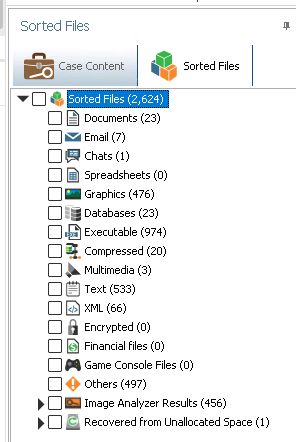 Sorted Files
Case Content
Sorted Files
Sorted Files (2,624)
Documents (23)
Email (7)
Chats (1)
Spreadsheets (0)
Graphics (476)
Databases (23)
Executable (974)
Compressed (20)
Multimedia (3)
Text (533)
XML (66)
Encrypted (0)
Financial files (0)
Game Console Files (0)
Others (497)
Image Analyzer Results (456)
Recovered from Unallocated Space (1)